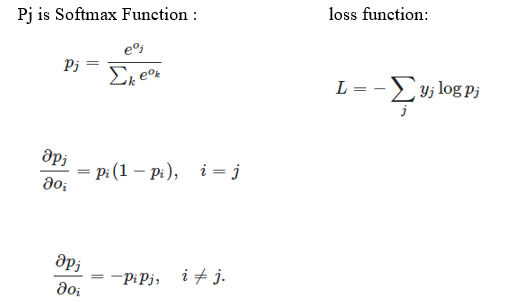 Pj is Softmax Function :
loss function:
p_j = \frac{e^{o_j}}{\sum_k e^{o_k}}
L = -\sum_j y_j \log p_j
\frac{\partial p_j}{\partial o_i} = p_i(1 - p_i), \quad i = j
\frac{\partial p_j}{\partial o_i} = -p_i p_j, \quad i \neq j.